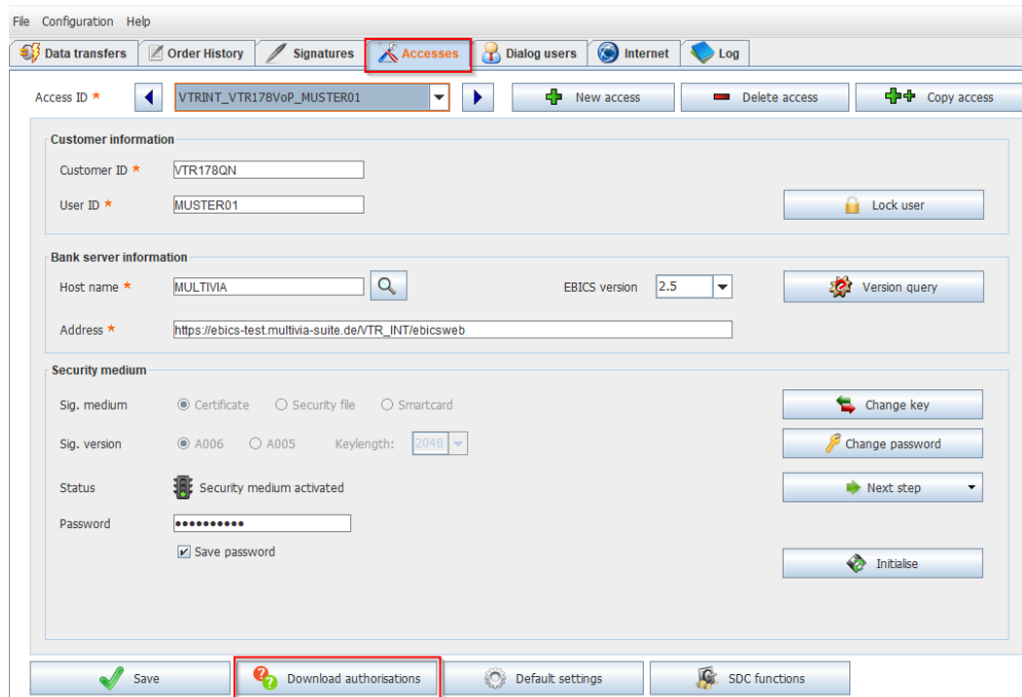 File Configuration Help
Data transfers Order History Signatures Accesses Dialog users Internet Log
Access ID * VTRINT_VTR178VoP_MUSTER01 New access Delete access Copy access
Customer information
Customer ID * VTR178QN
User ID * MUSTER01 Lock user
Bank server information
Host name * MULTIVIA EBICS version 2.5 Version query
Address * https://ebics-test.multivia-suite.de/VTR_INT/ebicsweb
Security medium
Sig. medium Certificate Security file Smartcard Change key
Sig. version A006 A005 Keylength: 2048 Change password
Status Security medium activated Next step
Password ••••••••••
Save password
Initialise
Save Download authorisations Default settings SDC functions